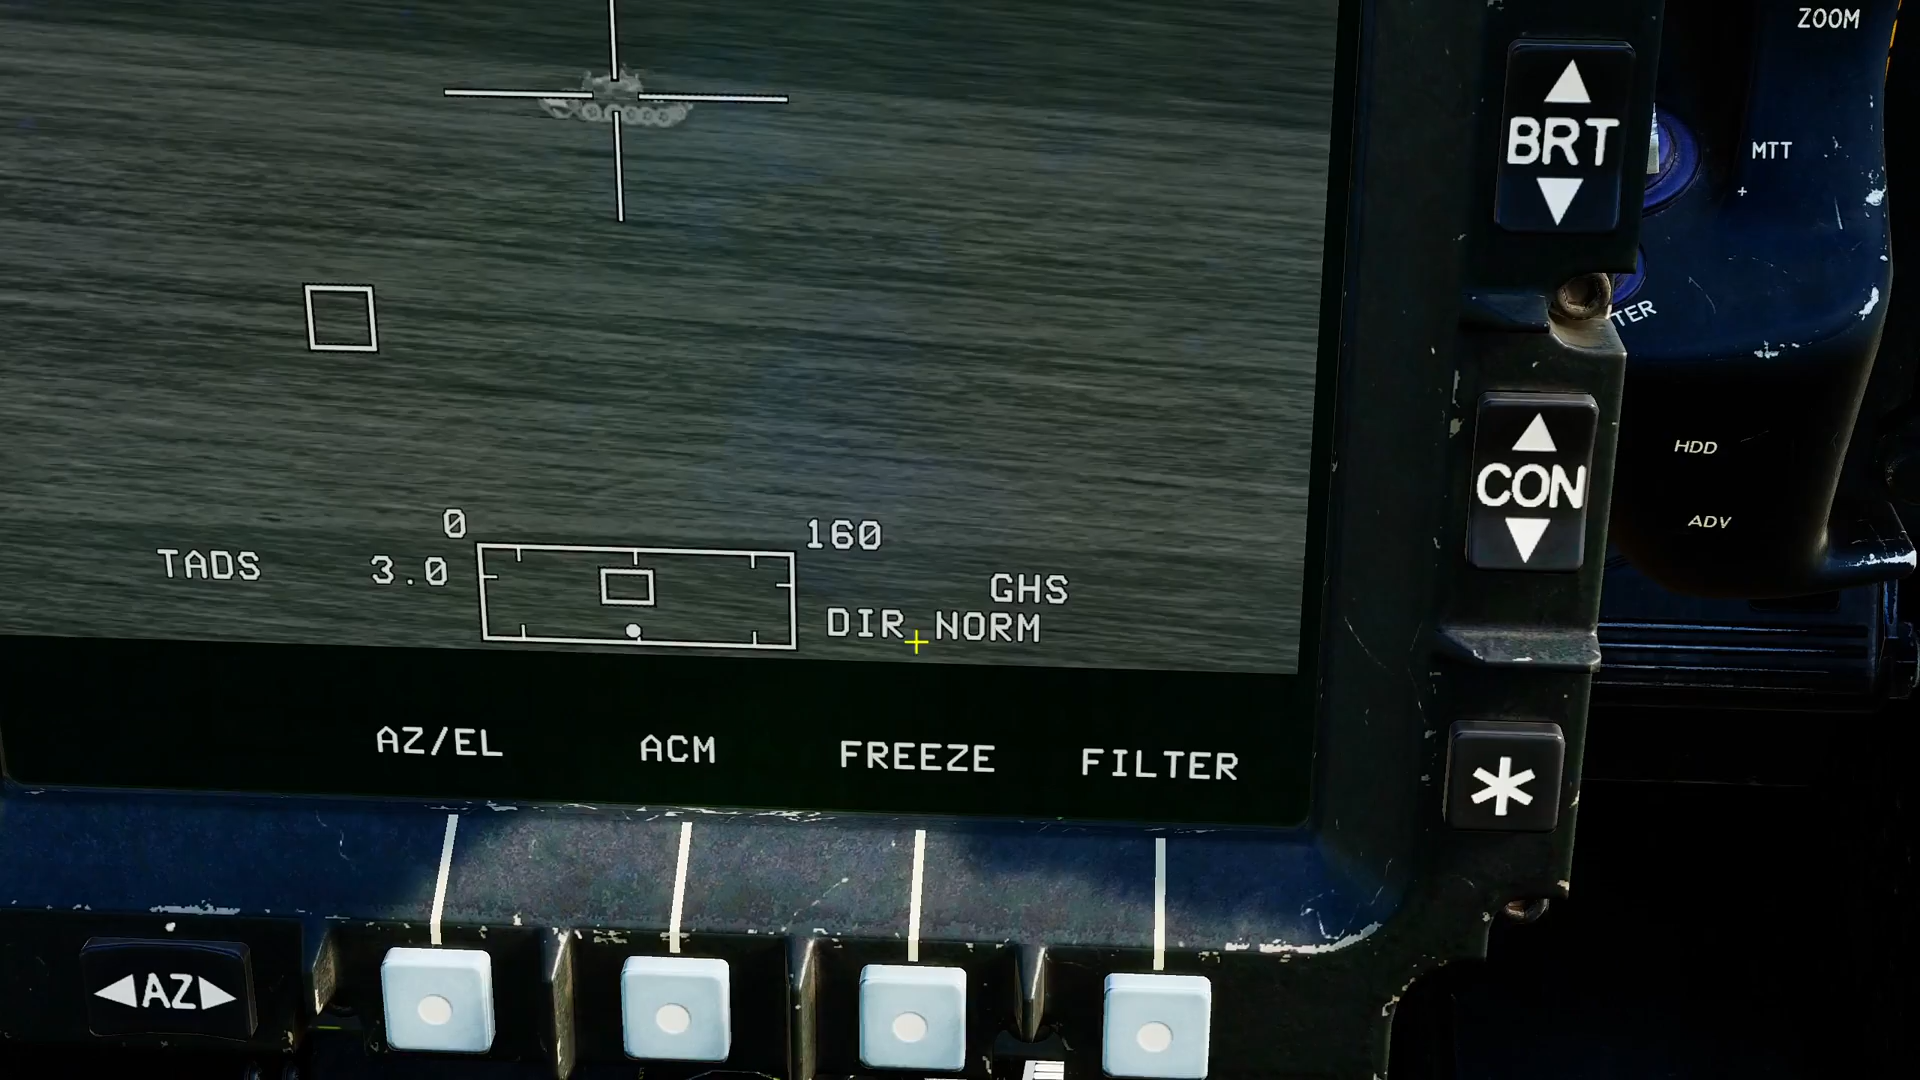 ZOOM
BRT
MTT
TER
HDD
CON
ADV
0
160
TADS
3.0
GHS
DIR NORM
AZ/EL
ACM
FREEZE
FILTER
*
AZ